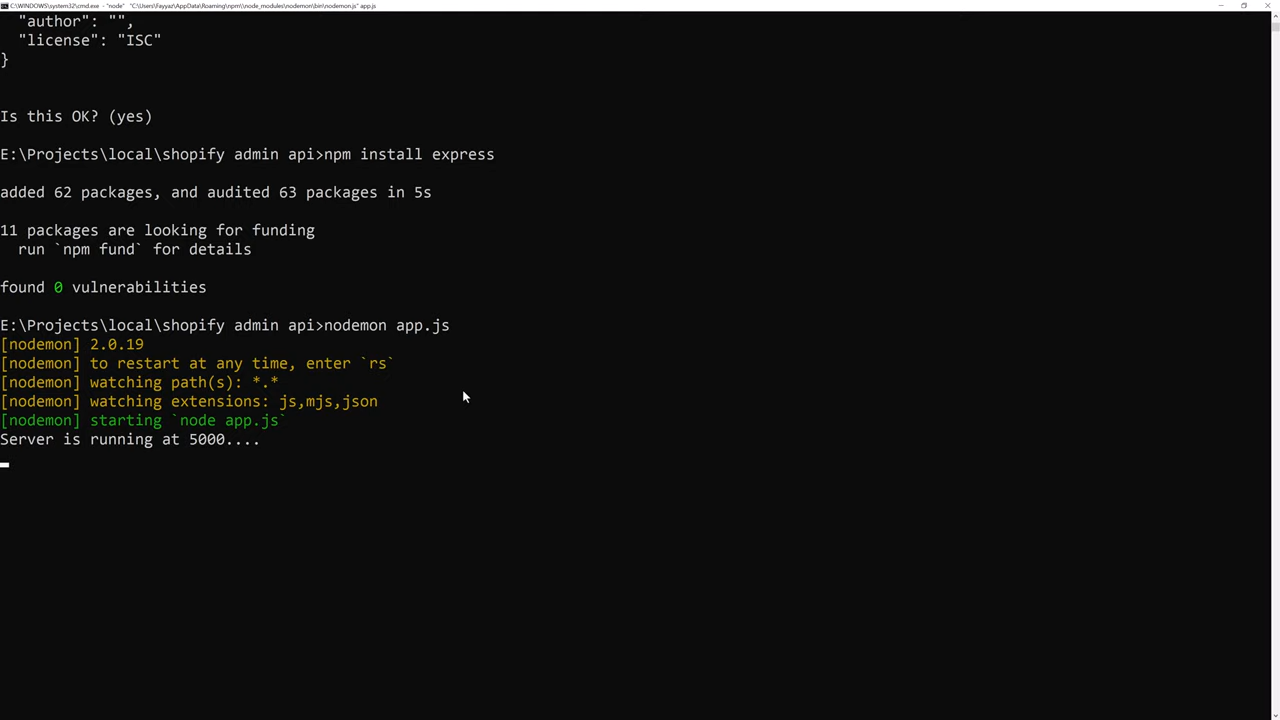 C:\WINDOWS\system32\cmd.exe - "node" "C:\Users\Fayyaz\AppData\Roaming\npm\\node_modules\nodemon\bin\nodemon.js" app.js
"author": "",
"license": "ISC"
}
Is this OK? (yes)
E:\Projects\local\shopify admin api>npm install express
added 62 packages, and audited 63 packages in 5s
11 packages are looking for funding
run `npm fund` for details
found 0 vulnerabilities
E:\Projects\local\shopify admin api>nodemon app.js
[nodemon] 2.0.19
[nodemon] to restart at any time, enter `rs`
[nodemon] watching path(s): *.*
[nodemon] watching extensions: js,mjs,json
[nodemon] starting `node app.js`
Server is running at 5000....